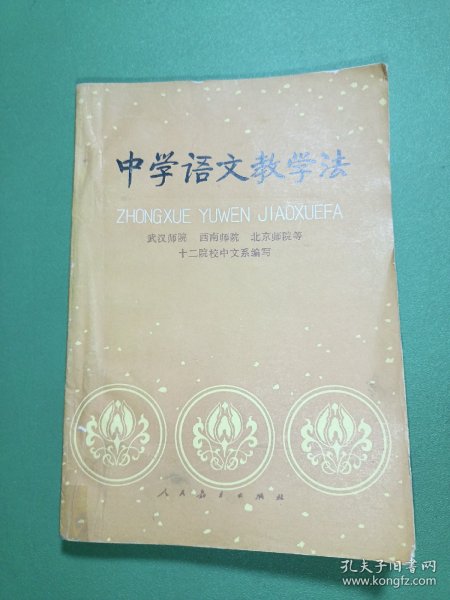 中学语文教学法
ZHONGXUE YUWEN JIAOXUEFA
武汉师院 西南师院 北京师院等
十二院校中文系编写
人民教育出版社
孔夫子旧书网
www.kongfz.com